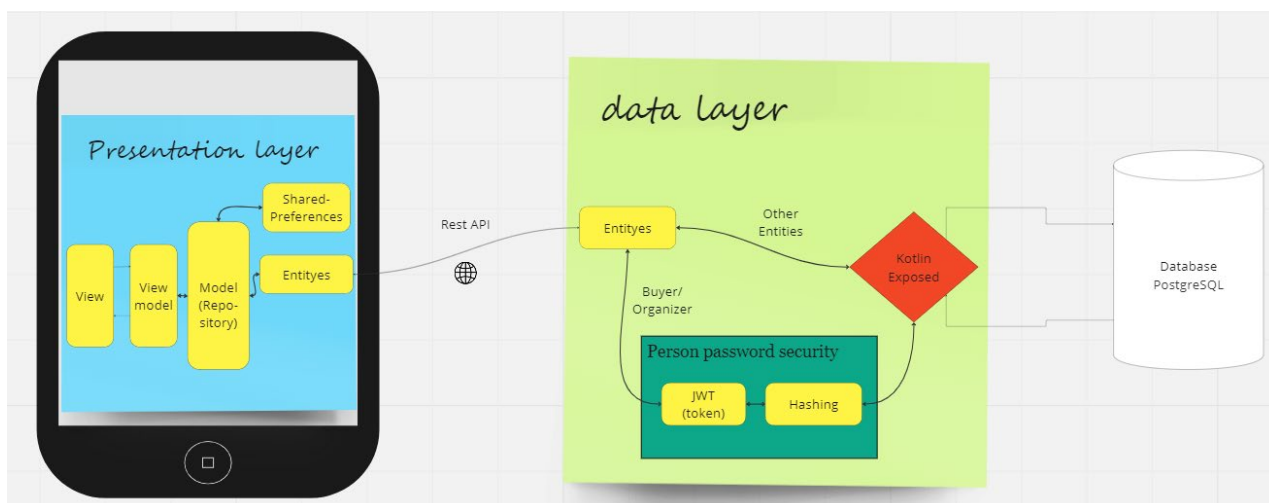 Presentation layer
Shared-
Preferences
View
View
model
Model
(Repo-
sitory)
Entityes
Rest API
data layer
Entityes
Other
Entities
Buyer/
Organizer
Kotlin
Exposed
Person password security
JWT
(token)
Hashing
Database
PostgreSQL